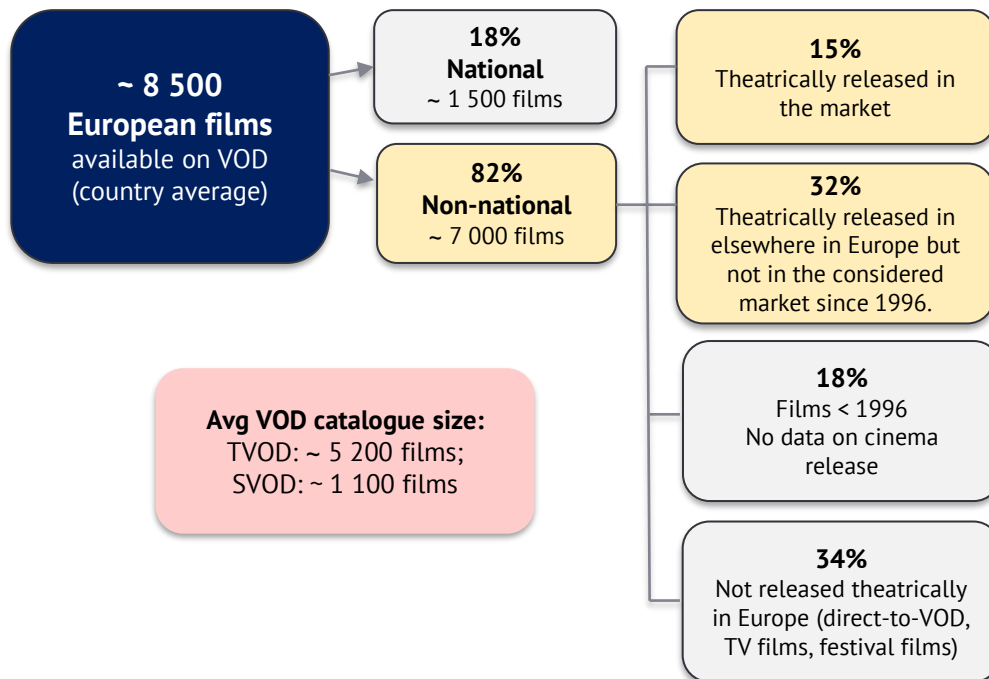 ~ 8 500
European films
available on VOD
(country average)
18%
National
~ 1 500 films
82%
Non-national
~ 7 000 films
15%
Theatrically released in
the market
32%
Theatrically released in
elsewhere in Europe but
not in the considered
market since 1996.
18%
Films < 1996
No data on cinema
release
34%
Not released theatrically
in Europe (direct-to-VOD,
TV films, festival films)
Avg VOD catalogue size:
TVOD: ~ 5 200 films;
SVOD: ~ 1 100 films